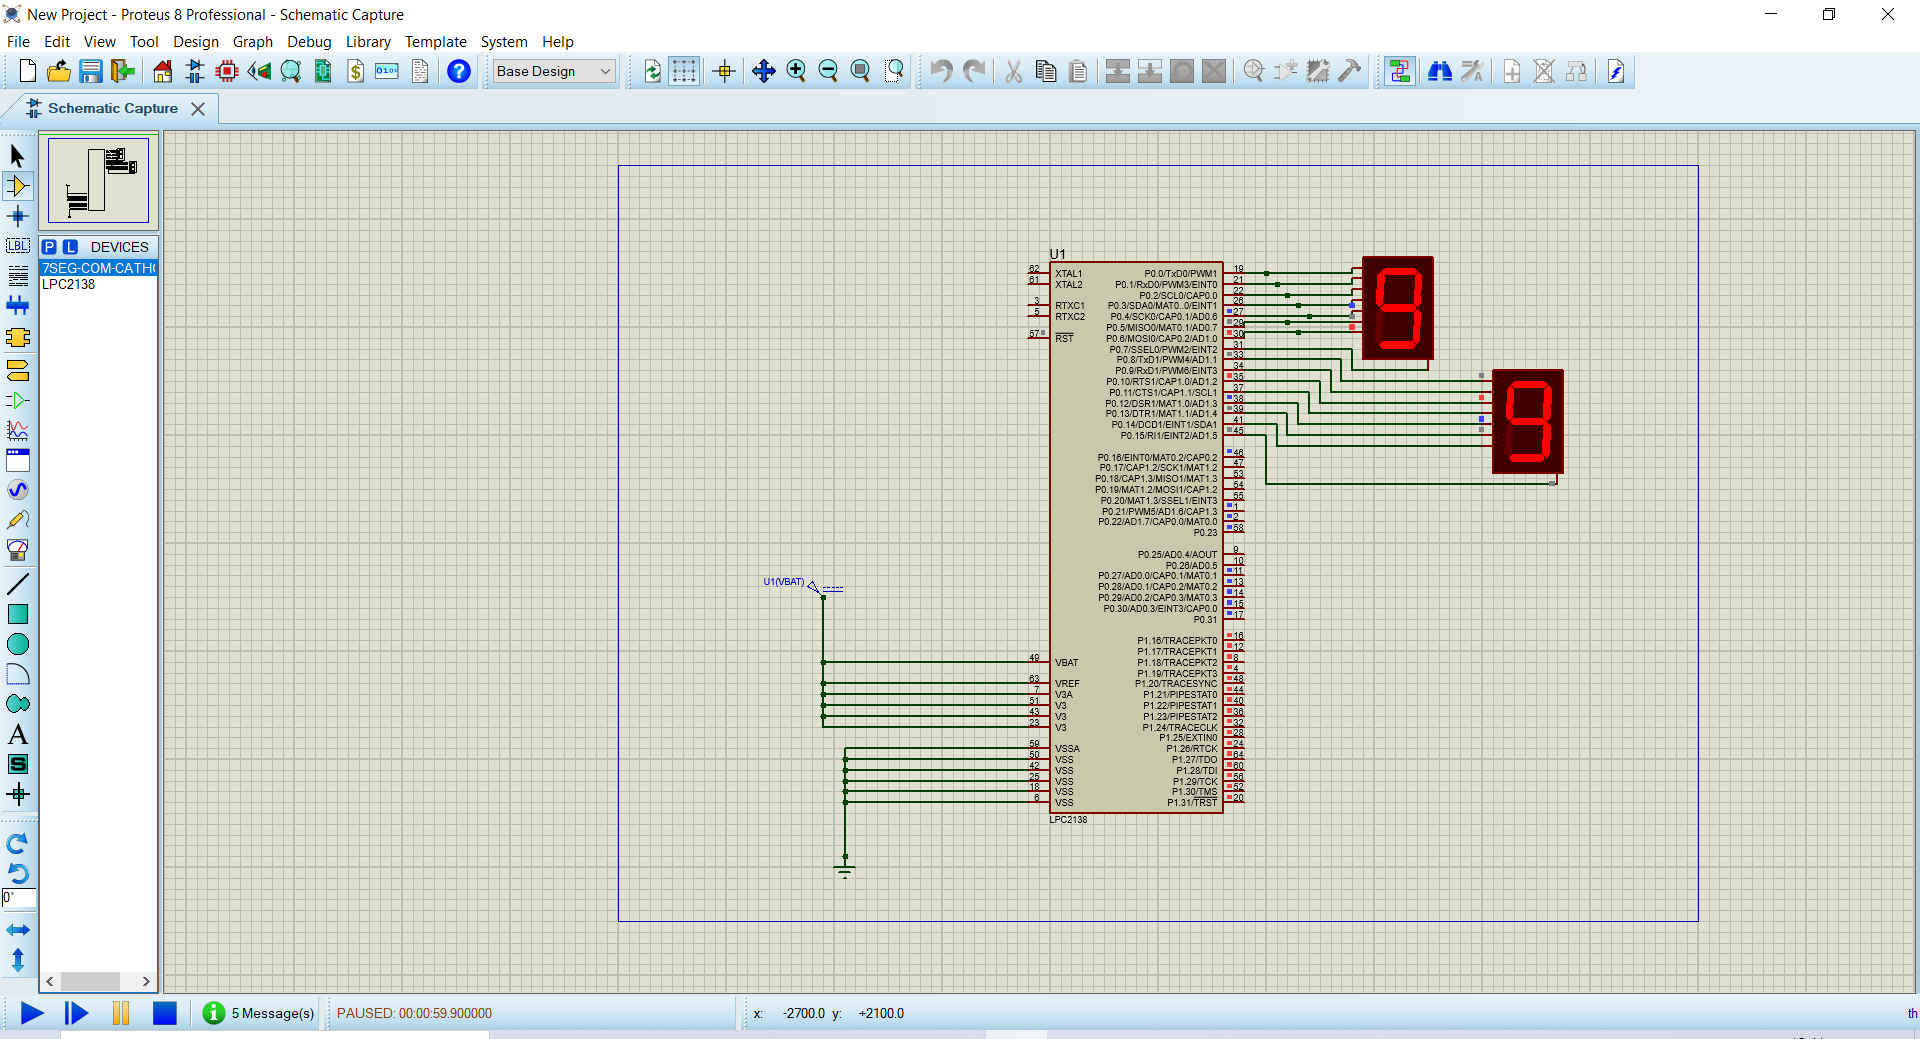 New Project - Proteus 8 Professional - Schematic Capture
File Edit View Tool Design Graph Debug Library Template System Help
Base Design
Schematic Capture
P L DEVICES
7SEG-COM-CATH
LPC2138
LBL
A
S
0°
U1
62 XTAL1
61 XTAL2
3 RTXC1
5 RTXC2
57 RST
P0.0/TxD0/PWM1 19
P0.1/RxD0/PWM3/EINT0 21
P0.2/SCL0/CAP0.0 22
P0.3/SDA0/MAT0..0/EINT1 26
P0.4/SCK0/CAP0.1/AD0.6 27
P0.5/MISO0/MAT0.1/AD0.7 29
P0.6/MOSI0/CAP0.2/AD1.0 30
P0.7/SSEL0/PWM2/EINT2 31
P0.8/TxD1/PWM4/AD1.1 33
P0.9/RxD1/PWM6/EINT3 34
P0.10/RTS1/CAP1.0/AD1.2 35
P0.11/CTS1/CAP1.1/SCL1 37
P0.12/DSR1/MAT1.0/AD1.3 38
P0.13/DTR1/MAT1.1/AD1.4 39
P0.14/DCD1/EINT1/SDA1 41
P0.15/RI1/EINT2/AD1.5 45
P0.16/EINT0/MAT0.2/CAP0.2 46
P0.17/CAP1.2/SCK1/MAT1.2 47
P0.18/CAP1.3/MISO1/MAT1.3 53
P0.19/MAT1.2/MOSI1/CAP1.2 54
P0.20/MAT1.3/SSEL1/EINT3 55
P0.21/PWM5/AD1.6/CAP1.3 1
P0.22/AD1.7/CAP0.0/MAT0.0 2
P0.23 58
P0.25/AD0.4/AOUT 9
P0.26/AD0.5 10
P0.27/AD0.0/CAP0.1/MAT0.1 11
P0.28/AD0.1/CAP0.2/MAT0.2 13
P0.29/AD0.2/CAP0.3/MAT0.3 14
P0.30/AD0.3/EINT3/CAP0.0 15
P0.31 17
P1.16/TRACEPKT0 16
P1.17/TRACEPKT1 12
P1.18/TRACEPKT2 8
P1.19/TRACEPKT3 4
P1.20/TRACESYNC 48
P1.21/PIPESTAT0 44
P1.22/PIPESTAT1 40
P1.23/PIPESTAT2 36
P1.24/TRACECLK 32
P1.25/EXTIN0 28
P1.26/RTCK 24
P1.27/TDO 64
P1.28/TDI 60
P1.29/TCK 56
P1.30/TMS 52
P1.31/TRST 20
U1(VBAT)
49 VBAT
63 VREF
7 V3A
51 V3
43 V3
23 V3
59 VSSA
50 VSS
42 VSS
25 VSS
18 VSS
6 VSS
LPC2138
9
9
5 Message(s)
PAUSED: 00:00:59.900000
x: -2700.0 y: +2100.0
th